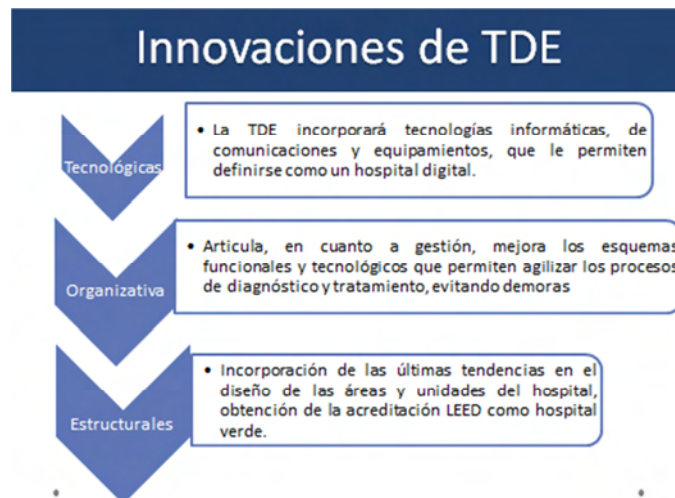 Innovaciones de TDE
Tecnológicas
• La TDE incorporará tecnologías informáticas, de
comunicaciones y equipamientos, que le permiten
definirse como un hospital digital.
Organizativa
• Articula, en cuanto a gestión, mejora los esquemas
funcionales y tecnológicos que permiten agilizar los procesos
de diagnóstico y tratamiento, evitando demoras
Estructurales
• Incorporación de las últimas tendencias en el
diseño de las áreas y unidades del hospital,
obtención de la acreditación LEED como hospital
verde.